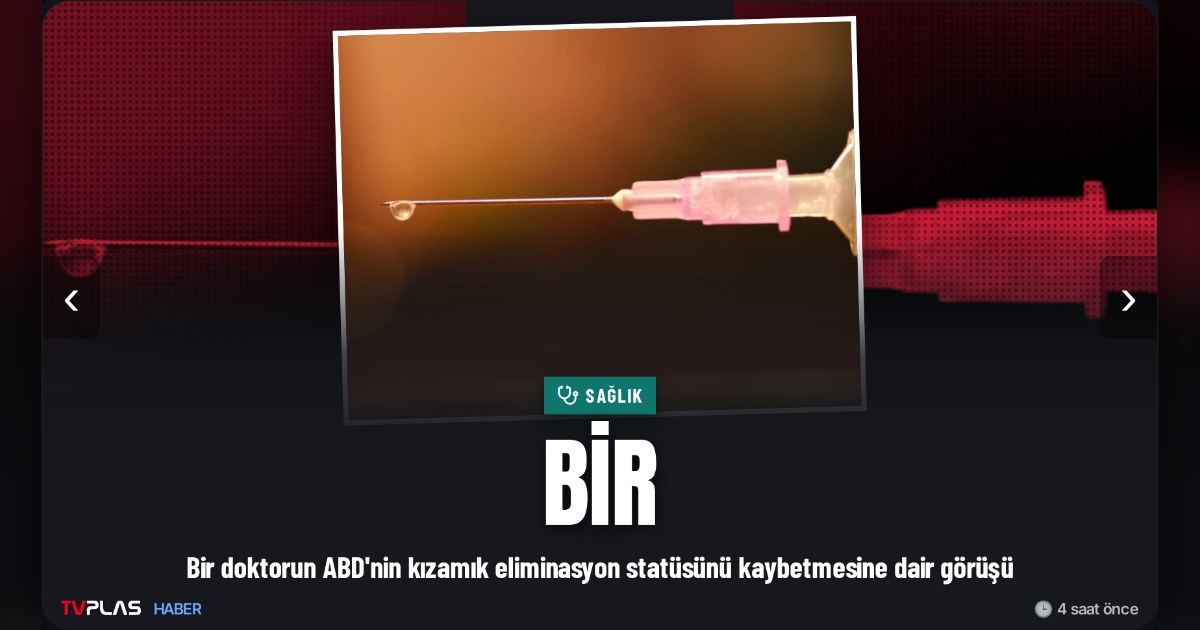 SAĞLIK
BİR
Bir doktorun ABD'nin kızamık eliminasyon statüsünü kaybetmesine dair görüşü
TVPLAS HABER
4 saat önce